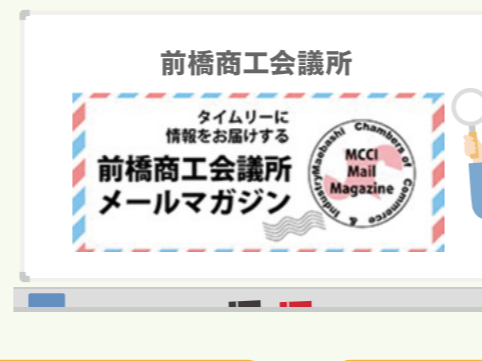 前橋商工会議所
タイムリーに
情報をお届けする
前橋商工会議所
メールマガジン
Maebashi Chambers of Commerce & Industry
MCCI
Mail
Magazine